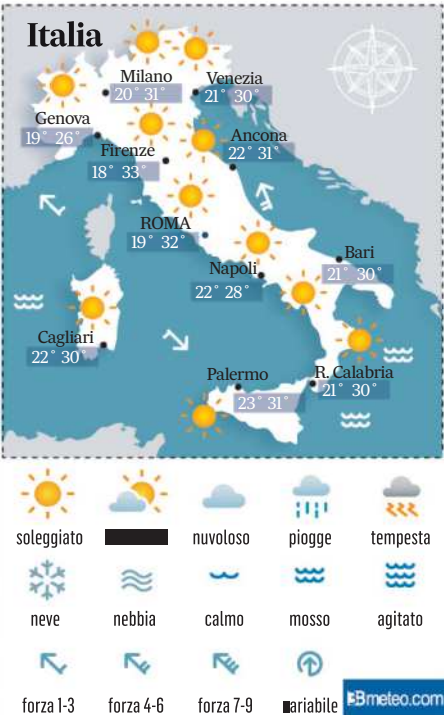 Italia
Milano
20° 31°
Venezia
21° 30°
Genova
19° 26°
Firenze
18° 33°
Ancona
22° 31°
ROMA
19° 32°
Napoli
22° 28°
Bari
21° 30°
Cagliari
22° 30
Palermo
23° 31°
R. Calabria
21° 30°
soleggiato
nuvoloso
piogge
tempesta
neve
nebbia
calmo
mosso
agitato
forza 1-3
forza 4-6
forza 7-9
ariabile
3Bmeteo.com